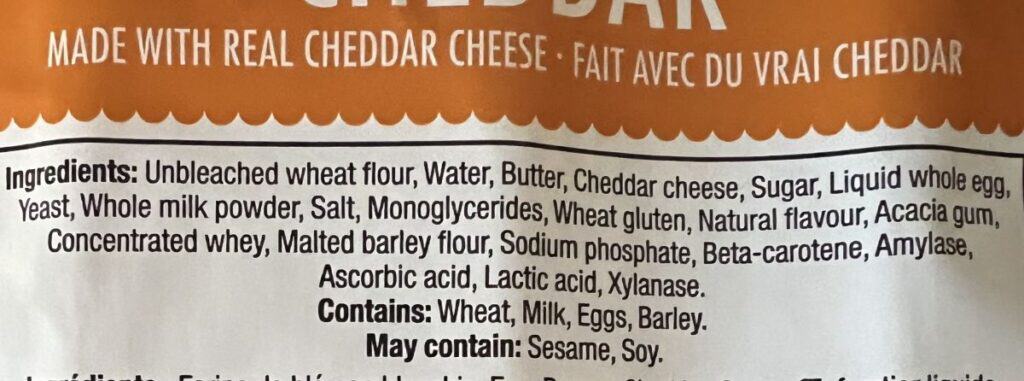 CHEDDAR
MADE WITH REAL CHEDDAR CHEESE · FAIT AVEC DU VRAI CHEDDAR
Ingredients: Unbleached wheat flour, Water, Butter, Cheddar cheese, Sugar, Liquid whole egg,
Yeast, Whole milk powder, Salt, Monoglycerides, Wheat gluten, Natural flavour, Acacia gum,
Concentrated whey, Malted barley flour, Sodium phosphate, Beta-carotene, Amylase,
Ascorbic acid, Lactic acid, Xylanase.
Contains: Wheat, Milk, Eggs, Barley.
May contain: Sesame, Soy.